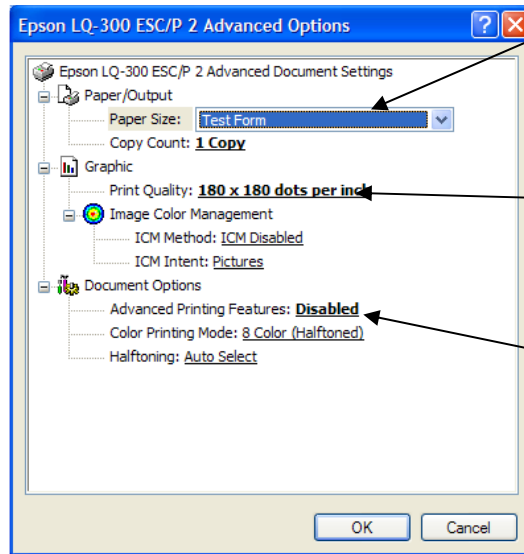 Epson LQ-300 ESC/P 2 Advanced Options
Epson LQ-300 ESC/P 2 Advanced Document Settings
Paper/Output
Paper Size: Test Form
Copy Count: 1 Copy
Graphic
Print Quality: 180 x 180 dots per inch
Image Color Management
ICM Method: ICM Disabled
ICM Intent: Pictures
Document Options
Advanced Printing Features: Disabled
Color Printing Mode: 8 Color (Halftoned)
Halftoning: Auto Select
OK Cancel